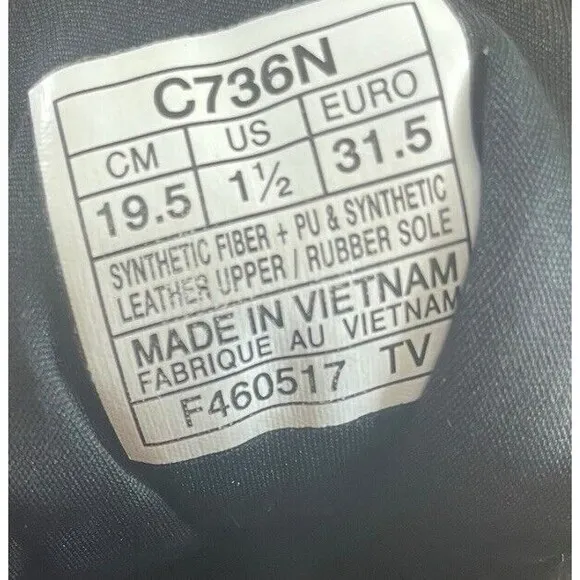 C736N
CM US EURO
19.5 1½ 31.5
SYNTHETIC FIBER + PU & SYNTHETIC
LEATHER UPPER / RUBBER SOLE
MADE IN VIETNAM
FABRIQUE AU VIETNAM
F460517 TV